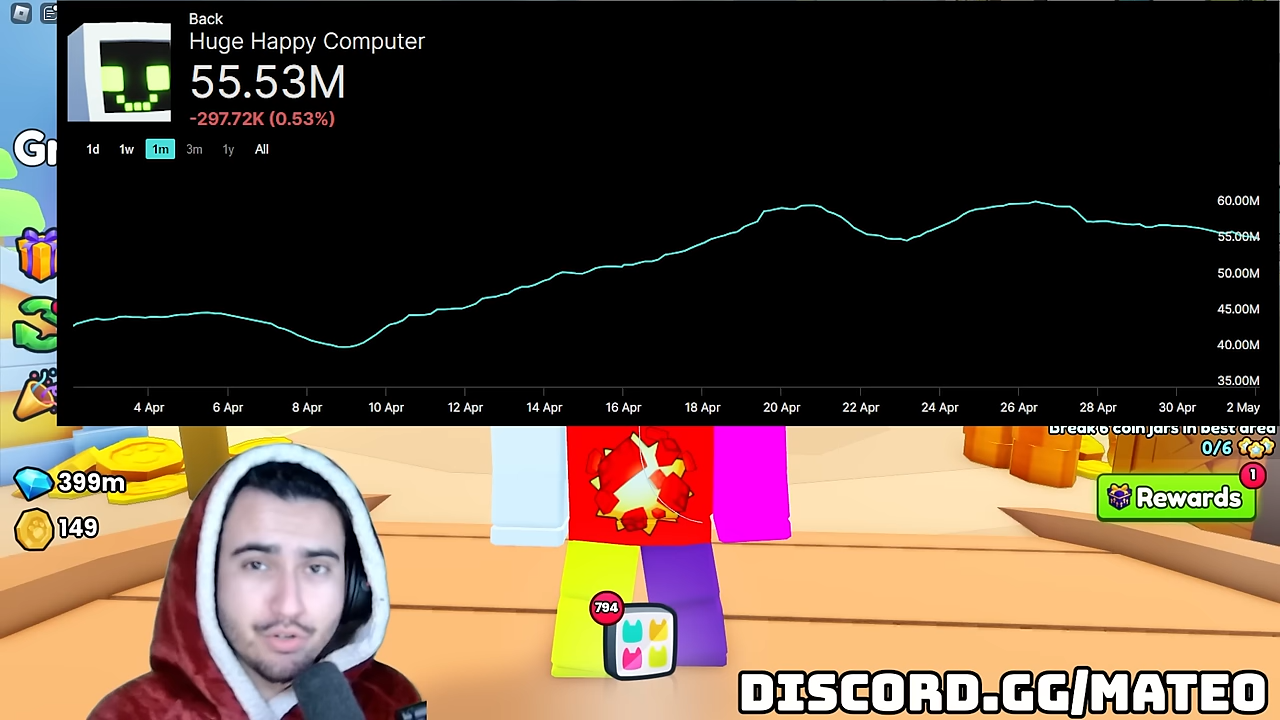 Back
Huge Happy Computer
55.53M
-297.72K (0.53%)
1d 1w 1m 3m 1y All
Gr
60.00M
55.00M
50.00M
45.00M
40.00M
35.00M
4 Apr 6 Apr 8 Apr 10 Apr 12 Apr 14 Apr 16 Apr 18 Apr 20 Apr 22 Apr 24 Apr 26 Apr 28 Apr 30 Apr 2 May
Break 6 coin jars in best area
0/6
1
Rewards
399m
149
794
DISCORD.GG/MATEO